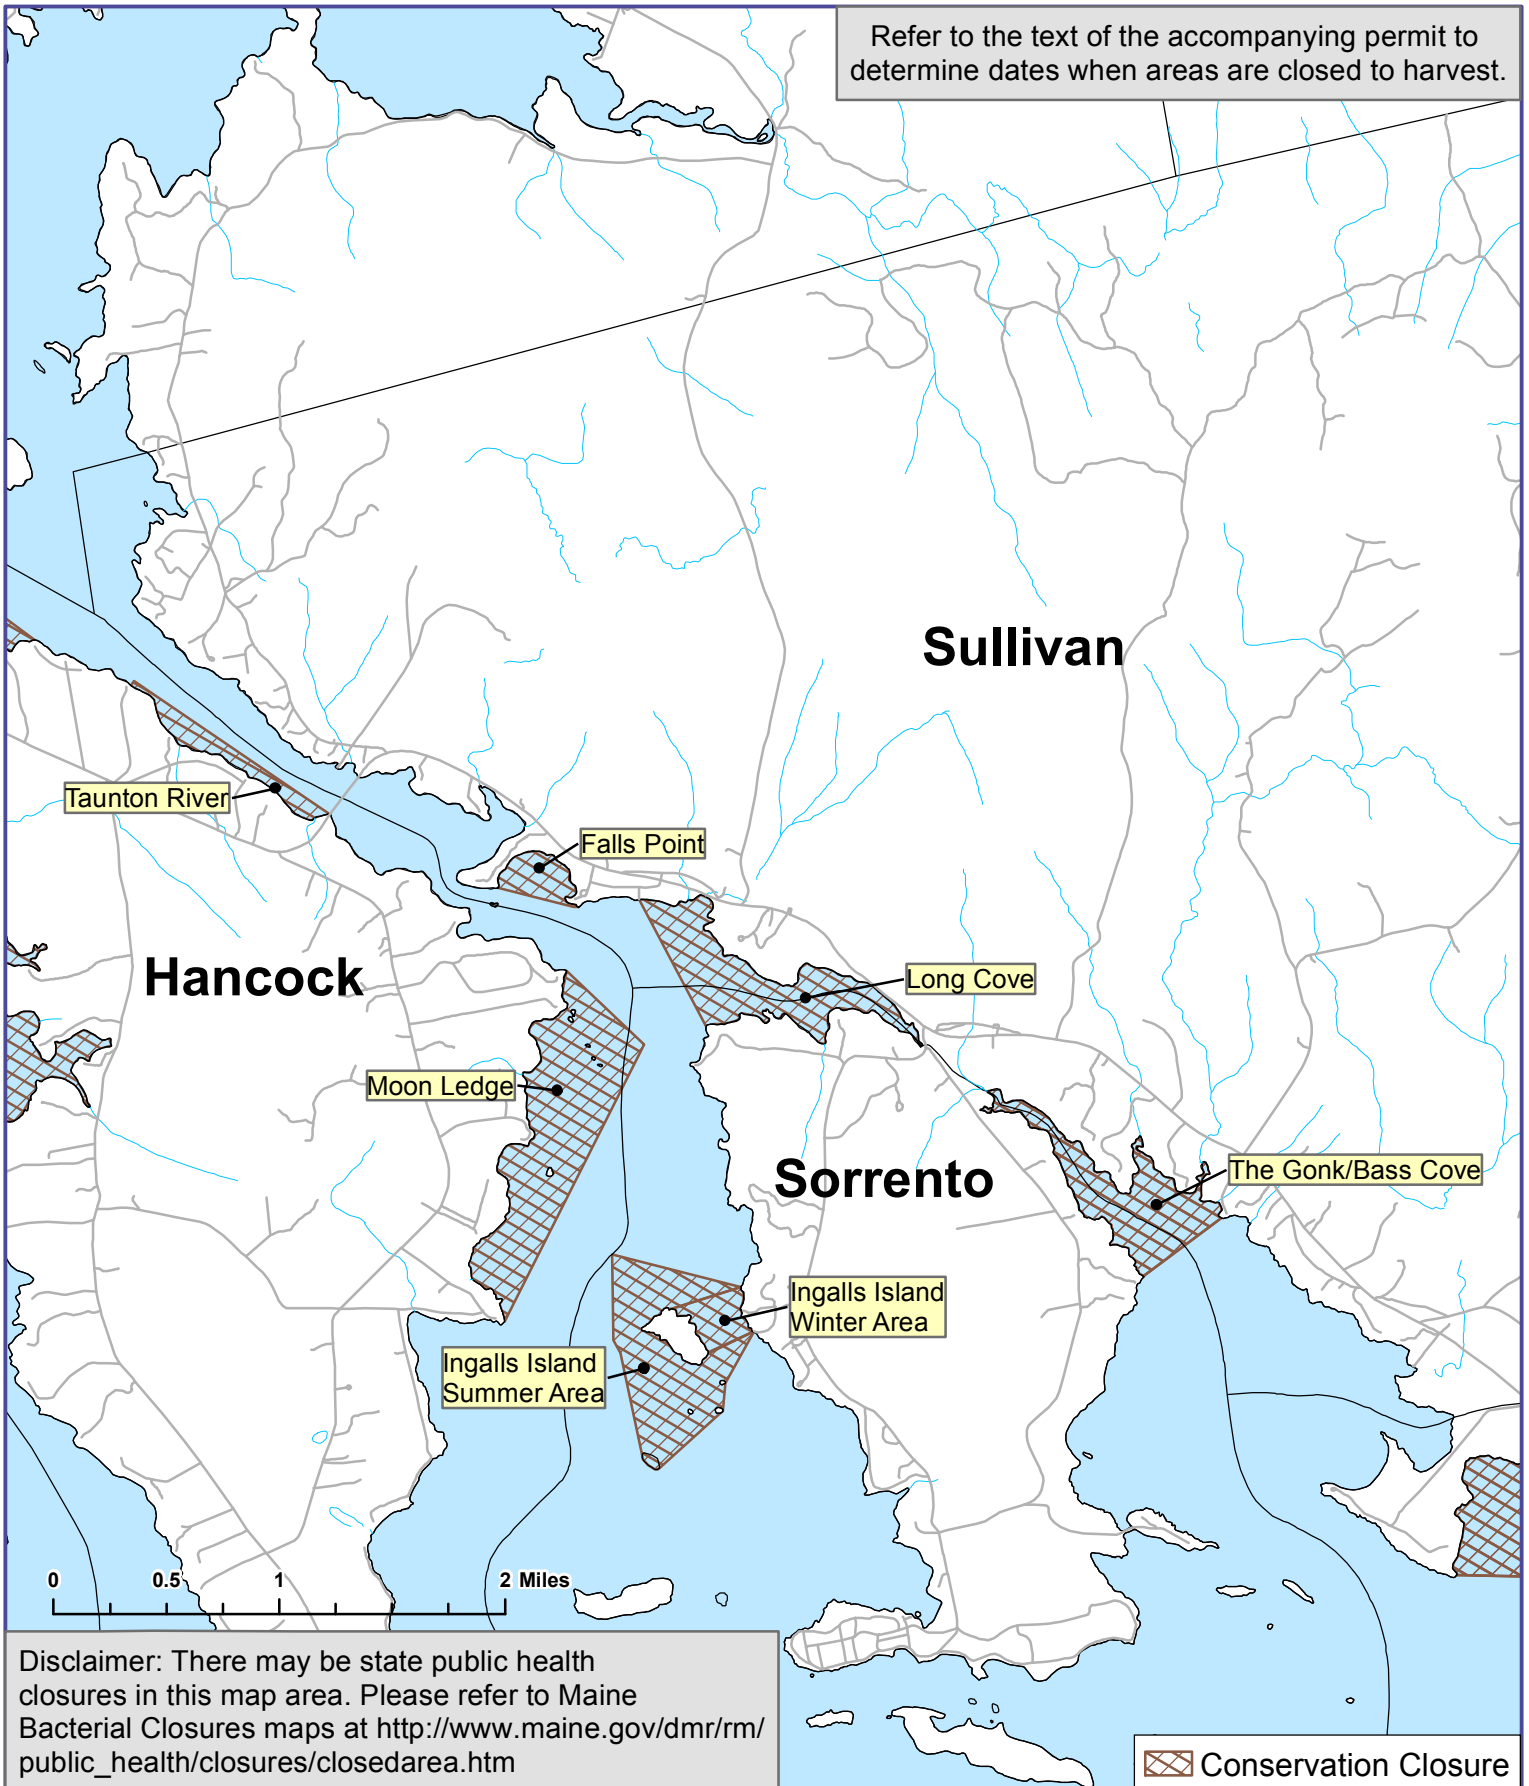 Refer to the text of the accompanying permit to
determine dates when areas are closed to harvest.
Sullivan
Taunton River
Falls Point
Hancock
Long Cove
Moon Ledge
Sorrento
The Gonk/Bass Cove
Ingalls Island
Winter Area
Ingalls Island
Summer Area
0 0.5 1 2 Miles
Disclaimer: There may be state public health
closures in this map area. Please refer to Maine
Bacterial Closures maps at http://www.maine.gov/dmr/rm/
public_health/closures/closedarea.htm
Conservation Closure